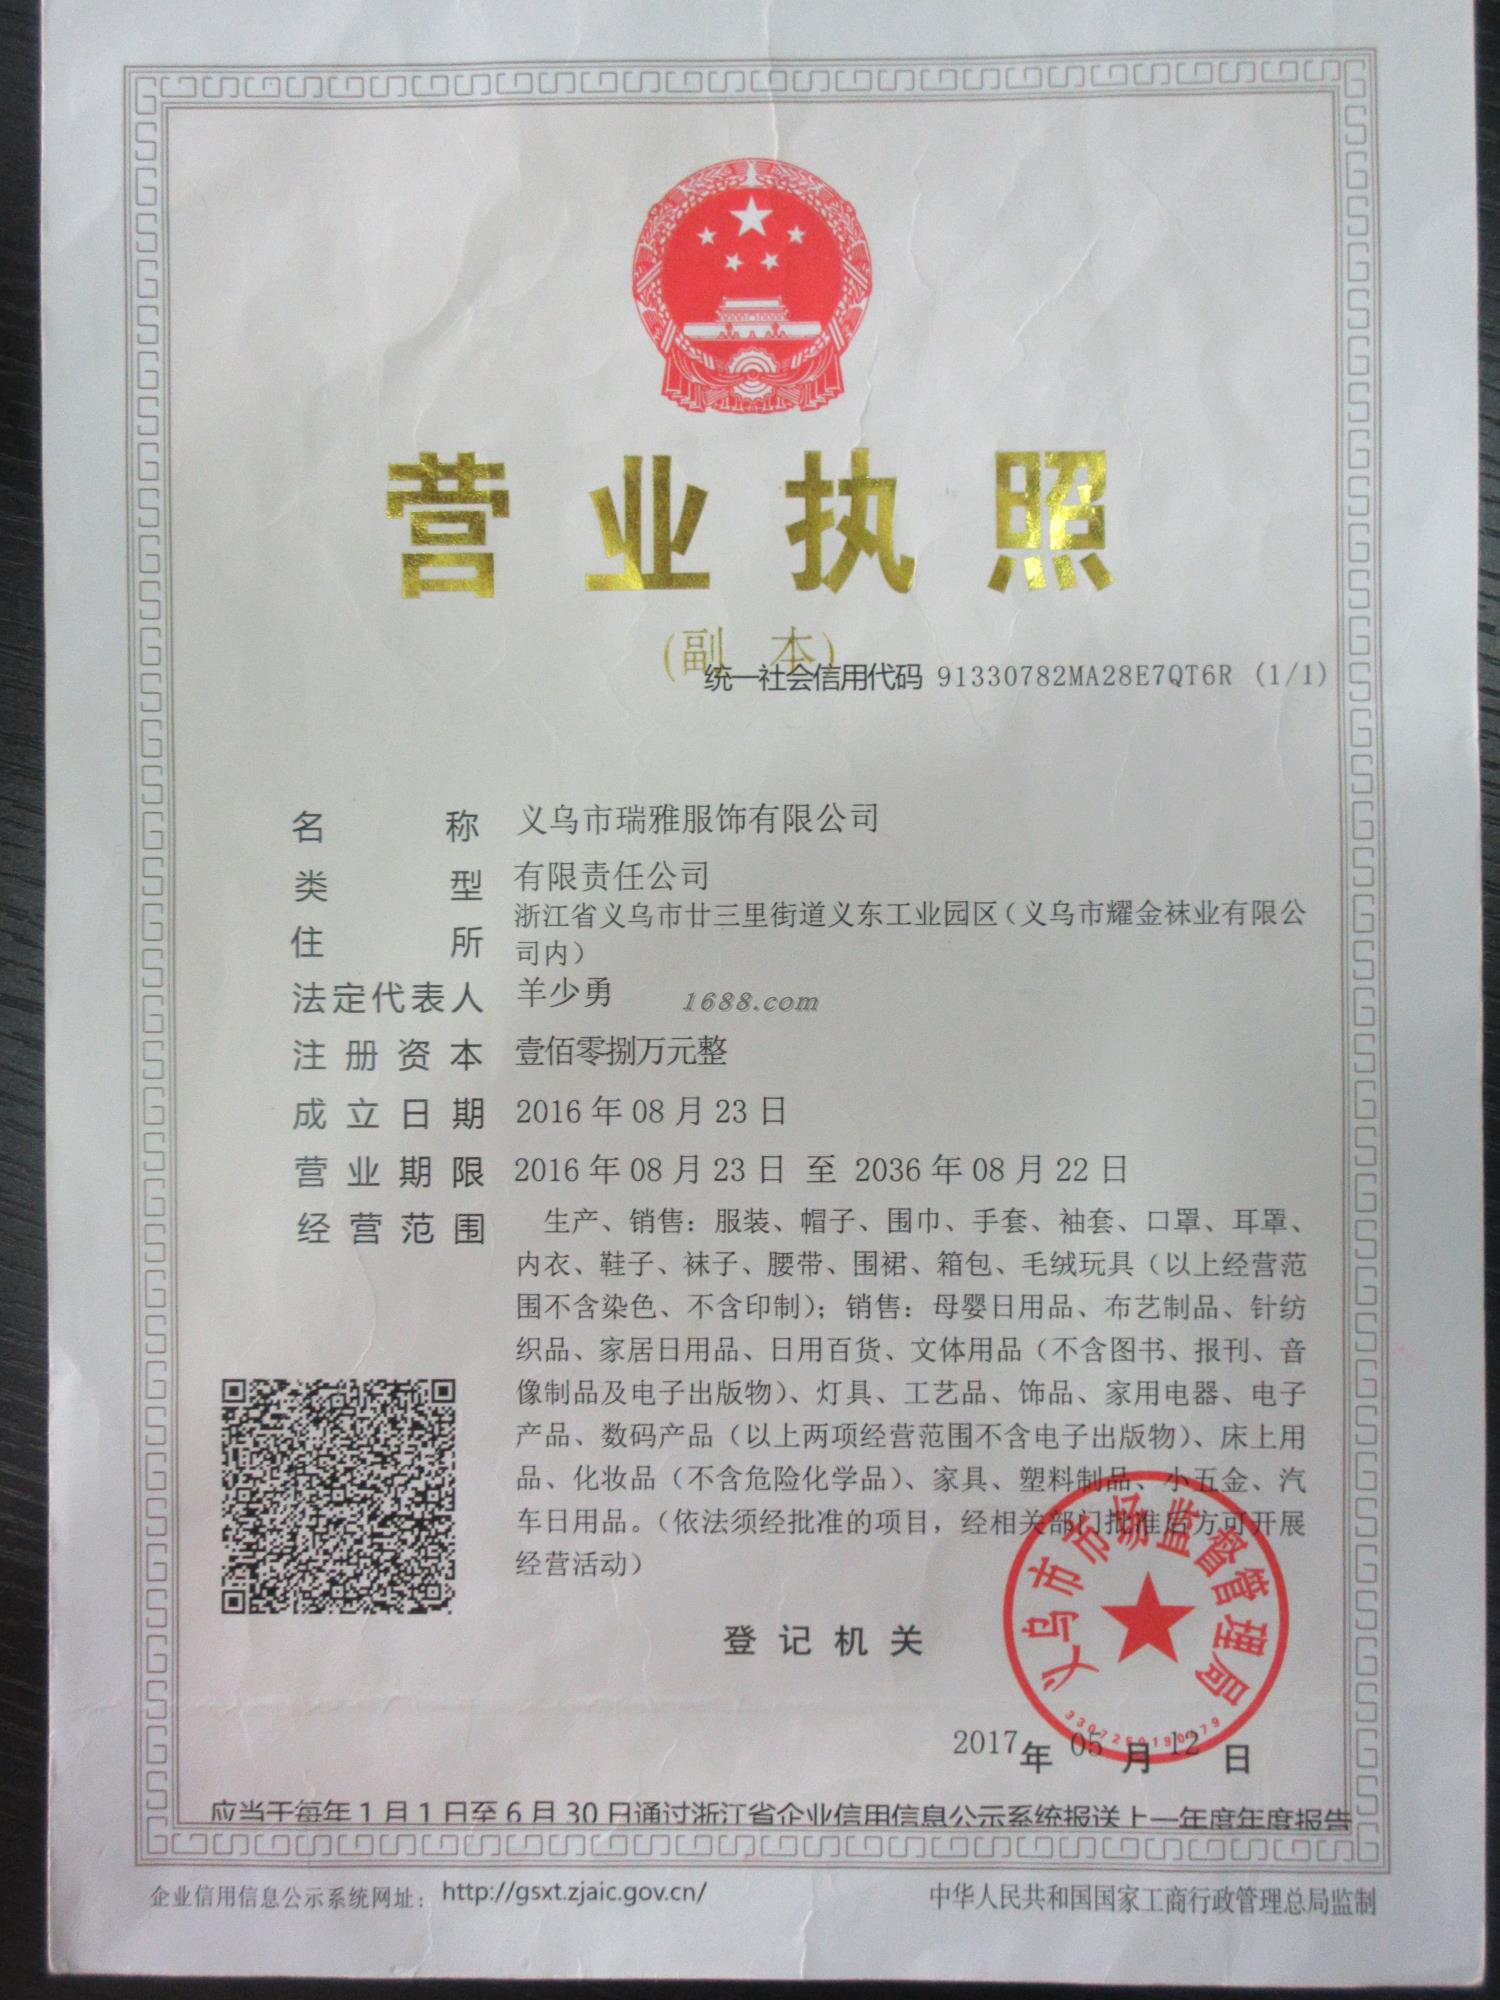 营业执照
(副 本)
统一社会信用代码 91330782MA28E7QT6R (1/1)
名 称 义乌市瑞雅服饰有限公司
类 型 有限责任公司
住 所 浙江省义乌市廿三里街道义东工业园区（义乌市耀金袜业有限公
司内）
法定代表人 羊少勇
1688.com
注册资本 壹佰零捌万元整
成立日期 2016年08月23日
营业期限 2016年08月23日 至 2036年08月22日
经营范围 生产、销售：服装、帽子、围巾、手套、袖套、口罩、耳罩、
内衣、鞋子、袜子、腰带、围裙、箱包、毛绒玩具（以上经营范
围不含染色、不含印制）；销售：母婴日用品、布艺制品、针纺
织品、家居日用品、日用百货、文体用品（不含图书、报刊、音
像制品及电子出版物）、灯具、工艺品、饰品、家用电器、电子
产品、数码产品（以上两项经营范围不含电子出版物）、床上用
品、化妆品（不含危险化学品）、家具、塑料制品、小五金、汽
车日用品。（依法须经批准的项目，经相关部门批准后方可开展
经营活动）
登记机关
义乌市市场监督管理局
2017年 05月 12日
应当于每年1月1日至6月30日通过浙江省企业信用信息公示系统报送上一年度年度报告
企业信用信息公示系统网址：http://gsxt.zjaic.gov.cn/
中华人民共和国国家工商行政管理总局监制